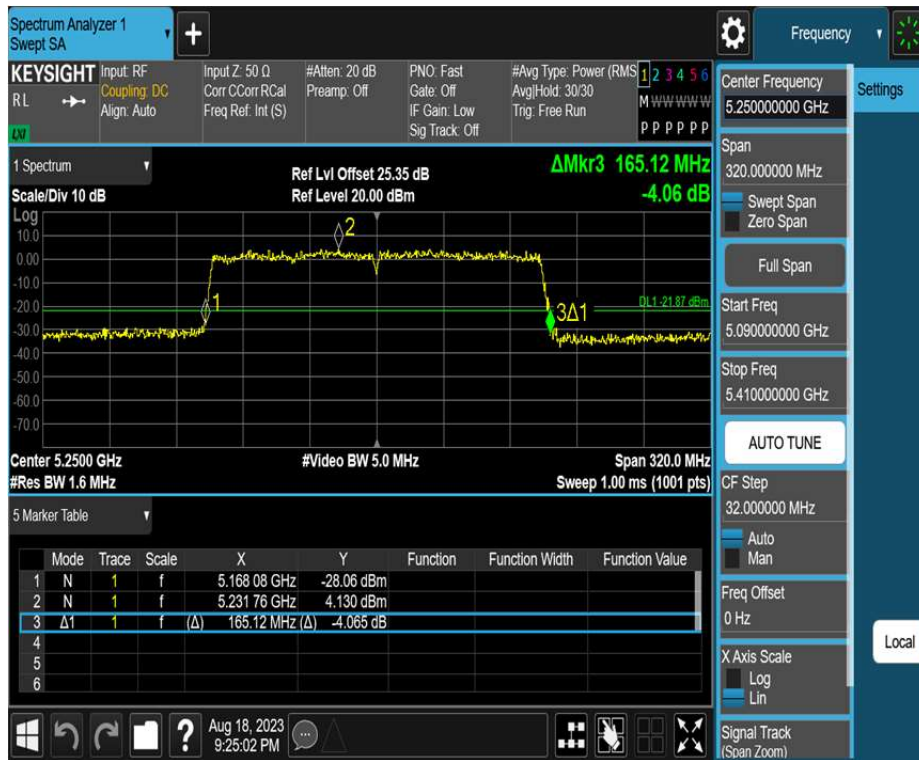 Spectrum Analyzer 1
Swept SA
+
Frequency
KEYSIGHT
RL
LXI
Input: RF
Coupling: DC
Align: Auto
Input Z: 50 Ω
Corr CCorr RCal
Freq Ref: Int (S)
#Atten: 20 dB
Preamp: Off
PNO: Fast
Gate: Off
IF Gain: Low
Sig Track: Off
#Avg Type: Power (RMS
Avg|Hold: 30/30
Trig: Free Run
1 2 3 4 5 6
M W W W W W
P P P P P P
1 Spectrum
Scale/Div 10 dB
Ref Lvl Offset 25.35 dB
Ref Level 20.00 dBm
ΔMkr3 165.12 MHz
-4.06 dB
Log
10.0
0.00
-10.0
-20.0
-30.0
-40.0
-50.0
-60.0
-70.0
2
1
3Δ1
DL1 -21.87 dBm
Center 5.2500 GHz
#Res BW 1.6 MHz
#Video BW 5.0 MHz
Span 320.0 MHz
Sweep 1.00 ms (1001 pts)
5 Marker Table
Mode Trace Scale X Y Function Function Width Function Value
1 N 1 f 5.168 08 GHz -28.06 dBm
2 N 1 f 5.231 76 GHz 4.130 dBm
3 Δ1 1 f (Δ) 165.12 MHz (Δ) -4.065 dB
4
5
6
Aug 18, 2023
9:25:02 PM
Center Frequency
5.250000000 GHz
Span
320.000000 MHz
Swept Span
Zero Span
Full Span
Start Freq
5.090000000 GHz
Stop Freq
5.410000000 GHz
AUTO TUNE
CF Step
32.000000 MHz
Auto
Man
Freq Offset
0 Hz
X Axis Scale
Log
Lin
Signal Track
(Span Zoom)
Settings
Local